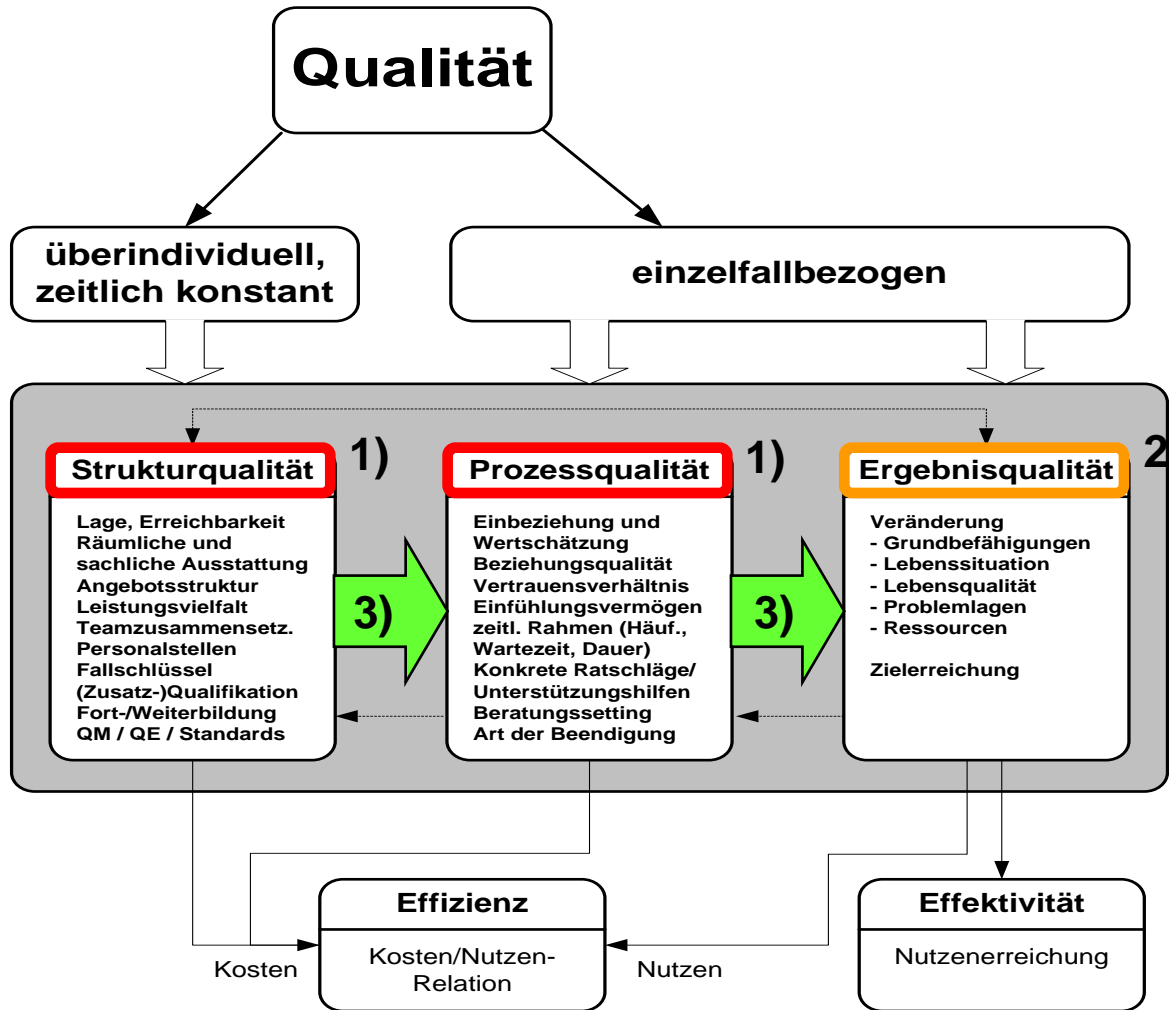 Qualität
überindividuell,
zeitlich konstant
einzelfallbezogen
Strukturqualität
1)
Lage, Erreichbarkeit
Räumliche und
sachliche Ausstattung
Angebotsstruktur
Leistungsvielfalt
Teamzusammensetz.
Personalstellen
Fallschlüssel
(Zusatz-)Qualifikation
Fort-/Weiterbildung
QM / QE / Standards
3)
Prozessqualität
1)
Einbeziehung und
Wertschätzung
Beziehungsqualität
Vertrauensverhältnis
Einfühlungsvermögen
zeitl. Rahmen (Häuf.,
Wartezeit, Dauer)
Konkrete Ratschläge/
Unterstützungshilfen
Beratungssetting
Art der Beendigung
3)
Ergebnisqualität
2
Veränderung
- Grundbefähigungen
- Lebenssituation
- Lebensqualität
- Problemlagen
- Ressourcen
Zielerreichung
Kosten
Effizienz
Kosten/Nutzen-
Relation
Nutzen
Effektivität
Nutzenerreichung